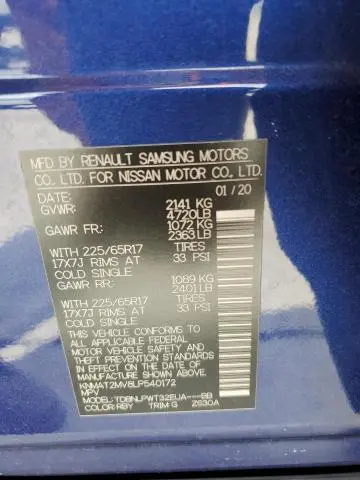 MFD BY RENAULT SAMSUNG MOTORS
CO., LTD. FOR NISSAN MOTOR CO., LTD.
DATE: 01/20
GVWR: 2141 KG
4720LB
GAWR FR: 1072 KG
2363LB
WITH 225/65R17 TIRES
17X7J RIMS AT 33 PSI
COLD SINGLE
GAWR RR: 1089 KG
2401LB
WITH 225/65R17 TIRES
17X7J RIMS AT 33 PSI
COLD SINGLE
THIS VEHICLE CONFORMS TO
ALL APPLICABLE FEDERAL
MOTOR VEHICLE SAFETY
STANDARDS IN EFFECT ON
THE DATE OF MANUFACTURE
SHOWN ABOVE.
KNMAT2MV8LP540172
MPV
MODEL: TDBNLPWT32EUA---BB
COLOR: RBY TRIM: G Z630A